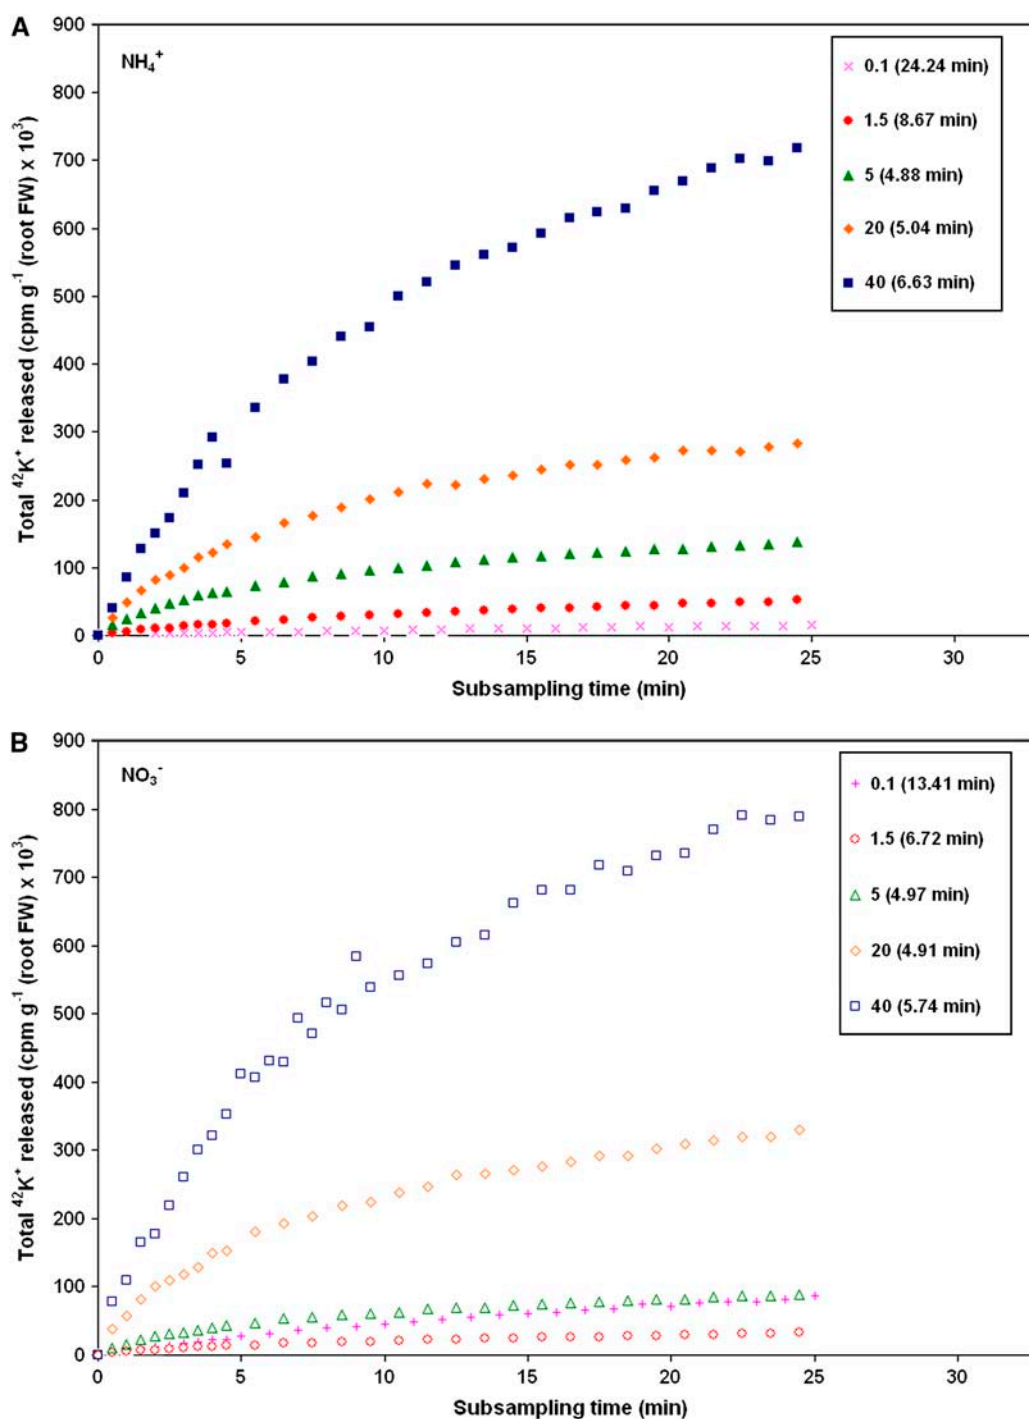 A
NH₄⁺
900
800
700
600
500
400
300
200
100
0
Total ⁴²K⁺ released (cpm g⁻¹ (root FW) x 10³)
0 5 10 15 20 25 30
Subsampling time (min)
0.1 (24.24 min)
1.5 (8.67 min)
5 (4.88 min)
20 (5.04 min)
40 (6.63 min)
B
NO₃⁻
900
800
700
600
500
400
300
200
100
0
Total ⁴²K⁺ released (cpm g⁻¹ (root FW) x 10³)
0 5 10 15 20 25 30
Subsampling time (min)
0.1 (13.41 min)
1.5 (6.72 min)
5 (4.97 min)
20 (4.91 min)
40 (5.74 min)